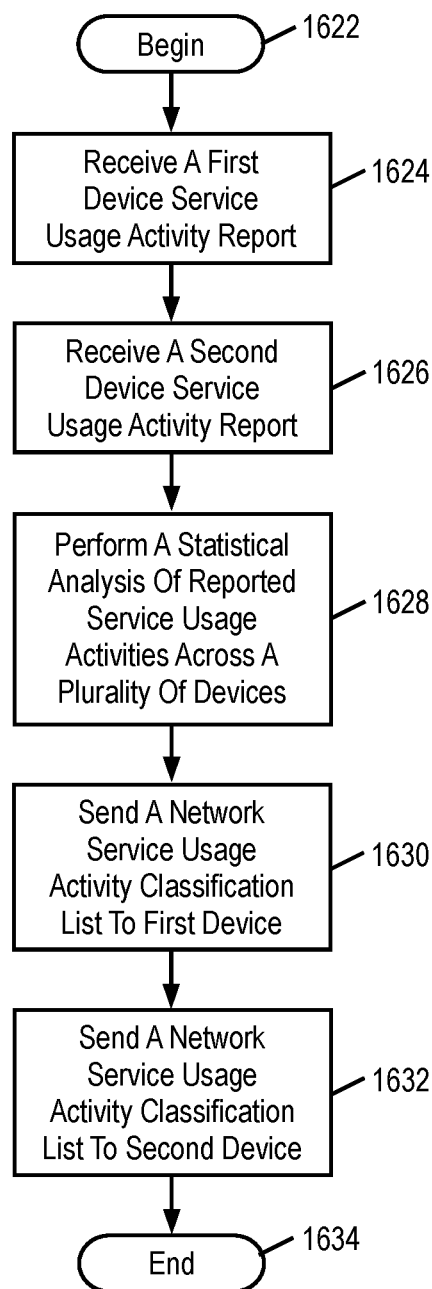 Begin
1622
Receive A First
Device Service
Usage Activity Report
1624
Receive A Second
Device Service
Usage Activity Report
1626
Perform A Statistical
Analysis Of Reported
Service Usage
Activities Across A
Plurality Of Devices
1628
Send A Network
Service Usage
Activity Classification
List To First Device
1630
Send A Network
Service Usage
Activity Classification
List To Second Device
1632
End
1634